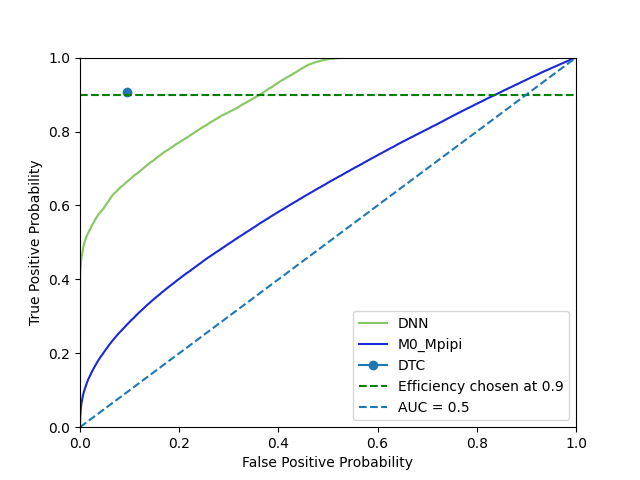 1.0
0.8
0.6
0.4
0.2
0.0
True Positive Probability
DNN
M0_Mpipi
DTC
Efficiency chosen at 0.9
AUC = 0.5
0.0 0.2 0.4 0.6 0.8 1.0
False Positive Probability